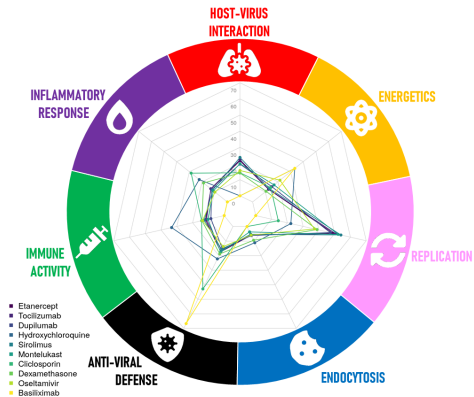 HOST-VIRUS
INTERACTION
INFLAMMATORY
RESPONSE
ENERGETICS
70
60
50
40
30
20
10
0
IMMUNE
ACTIVITY
REPLICATION
ANTI-VIRAL
DEFENSE
ENDOCYTOSIS
Etanercept
Tocilizumab
Dupilumab
Hydroxychloroquine
Sirolimus
Montelukast
Cliclosporin
Dexamethasone
Oseltamivir
Basiliximab